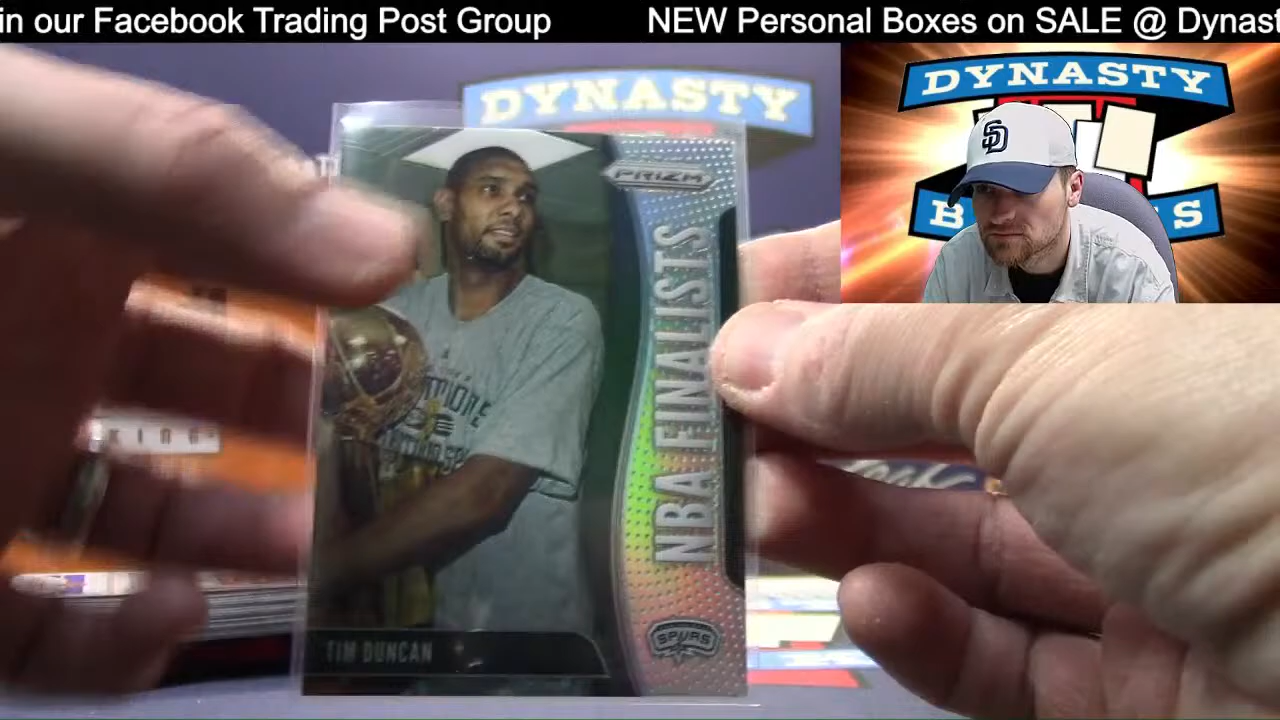 in our Facebook Trading Post Group
NEW Personal Boxes on SALE @ Dynast
DYNASTY
DYNASTY
SD
B S
PRIZM
NBA FINALISTS
SPURS
TIM DUNCAN